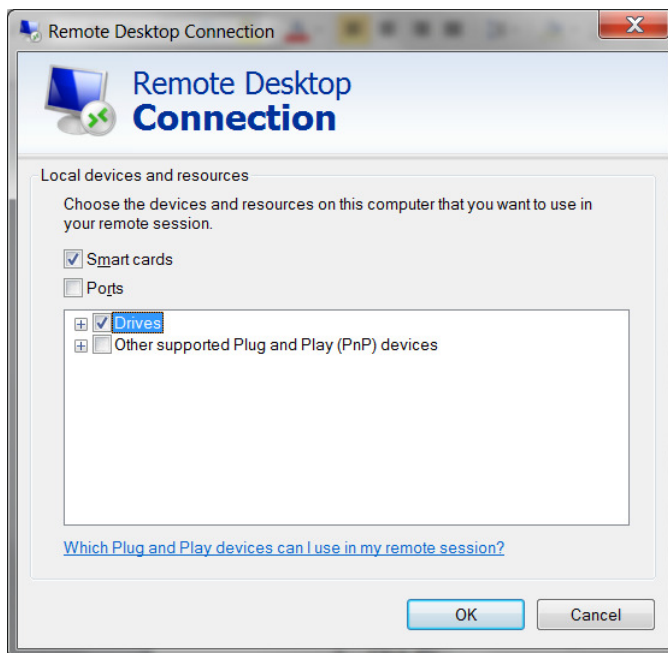 Remote Desktop Connection
Remote Desktop
Connection
Local devices and resources
Choose the devices and resources on this computer that you want to use in
your remote session.
Smart cards
Ports
Drives
Other supported Plug and Play (PnP) devices
Which Plug and Play devices can I use in my remote session?
OK
Cancel